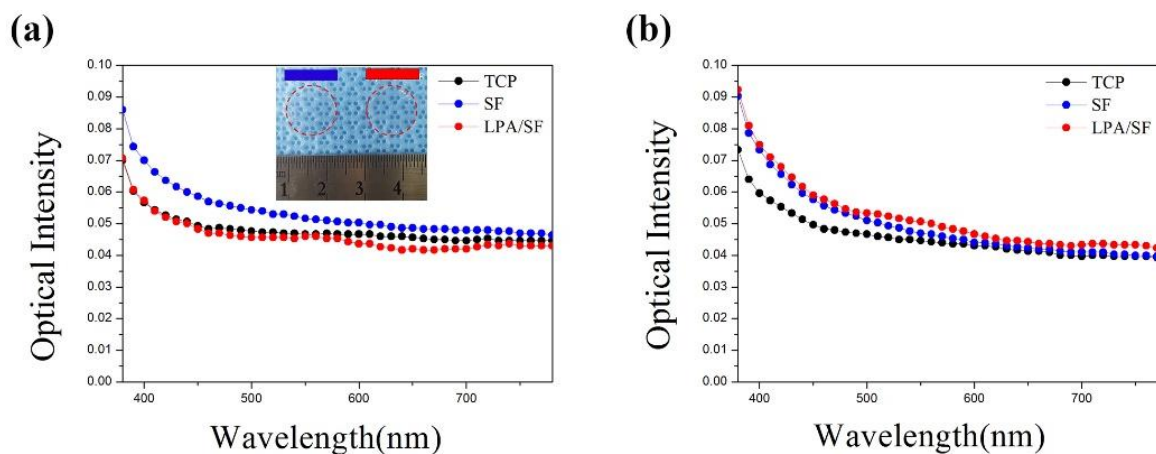 (a)
Optical Intensity
0.10
0.09
0.08
0.07
0.06
0.05
0.04
0.03
0.02
0.01
0.00
400
500
600
700
Wavelength(nm)
TCP
SF
LPA/SF
1 2 3 4
(b)
Optical Intensity
0.10
0.09
0.08
0.07
0.06
0.05
0.04
0.03
0.02
0.01
0.00
400
500
600
700
Wavelength(nm)
TCP
SF
LPA/SF